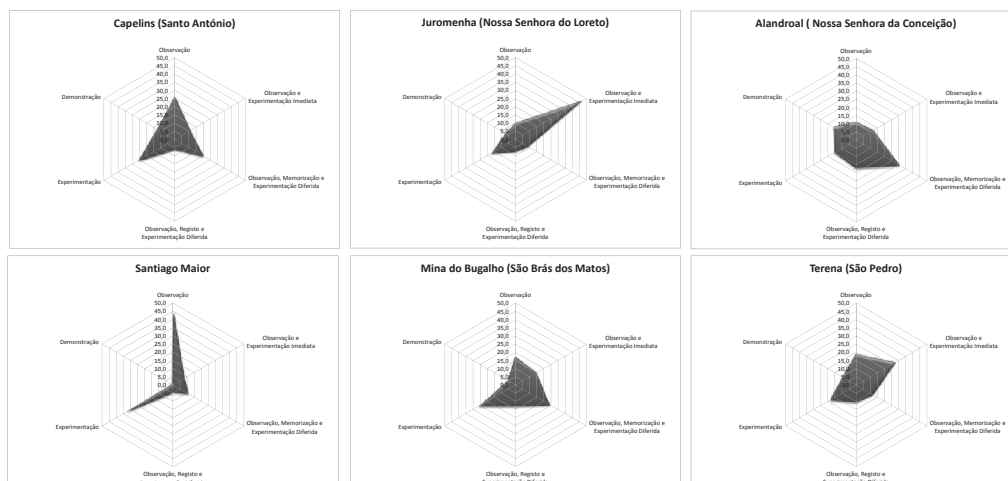 Capelins (Santo António)
Observação
50,0
45,0
40,0
35,0
30,0
25,0
20,0
15,0
10,0
5,0
0,0
Observação e
Experimentação Imediata
Observação, Memorização e
Experimentação Diferida
Observação, Registo e
Experimentação Diferida
Experimentação
Demonstração
Juromenha (Nossa Senhora do Loreto)
Observação
50,0
45,0
40,0
35,0
30,0
25,0
20,0
15,0
10,0
5,0
0,0
Observação e
Experimentação Imediata
Observação, Memorização e
Experimentação Diferida
Observação, Registo e
Experimentação Diferida
Experimentação
Demonstração
Alandroal ( Nossa Senhora da Conceição)
Observação
50,0
45,0
40,0
35,0
30,0
25,0
20,0
15,0
10,0
5,0
0,0
Observação e
Experimentação Imediata
Observação, Memorização e
Experimentação Diferida
Observação, Registo e
Experimentação Diferida
Experimentação
Demonstração
Santiago Maior
Observação
50,0
45,0
40,0
35,0
30,0
25,0
20,0
15,0
10,0
5,0
0,0
Observação e
Experimentação Imediata
Observação, Memorização e
Experimentação Diferida
Observação, Registo e
Experimentação
Demonstração
Mina do Bugalho (São Brás dos Matos)
Observação
50,0
45,0
40,0
35,0
30,0
25,0
20,0
15,0
10,0
5,0
0,0
Observação e
Experimentação Imediata
Observação, Memorização e
Experimentação Diferida
Observação, Registo e
Experimentação Diferida
Experimentação
Demonstração
Terena (São Pedro)
Observação
50,0
45,0
40,0
35,0
30,0
25,0
20,0
15,0
10,0
5,0
0,0
Observação e
Experimentação Imediata
Observação, Memorização e
Experimentação Diferida
Observação, Registo e
Experimentação Diferida
Experimentação
Demonstração